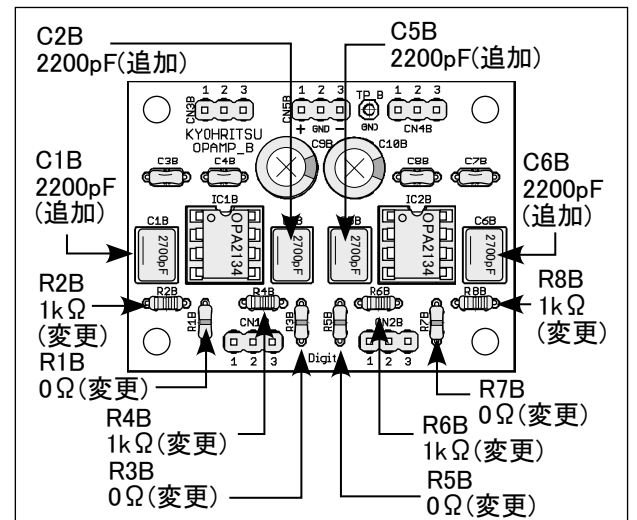 C2B
2200pF(追加)
C5B
2200pF(追加)
1 2 3
CN3B
1 2 3
CN5B
+ GND −
TP_B
GND
1 2 3
CN4B
KYOHRITSU
OPAMP_B
C9B
C10B
C3B
C4B
C8B
C7B
C1B
2200pF
(追加)
C6B
2200pF
(追加)
IC1B
IC2B
C1B
2700pF
PA2134
2700pF
2700pF
PA2134
C6B
2700pF
R2B
1kΩ
(変更)
R8B
1kΩ
(変更)
R2B
R4B
R6B
R8B
R1B
R3B
R5B
R7B
CN1B
1 2 3
CN2B
1 2 3
Digit
R1B
0Ω(変更)
R7B
0Ω(変更)
R4B
1kΩ(変更)
R6B
1kΩ(変更)
R3B
0Ω(変更)
R5B
0Ω(変更)